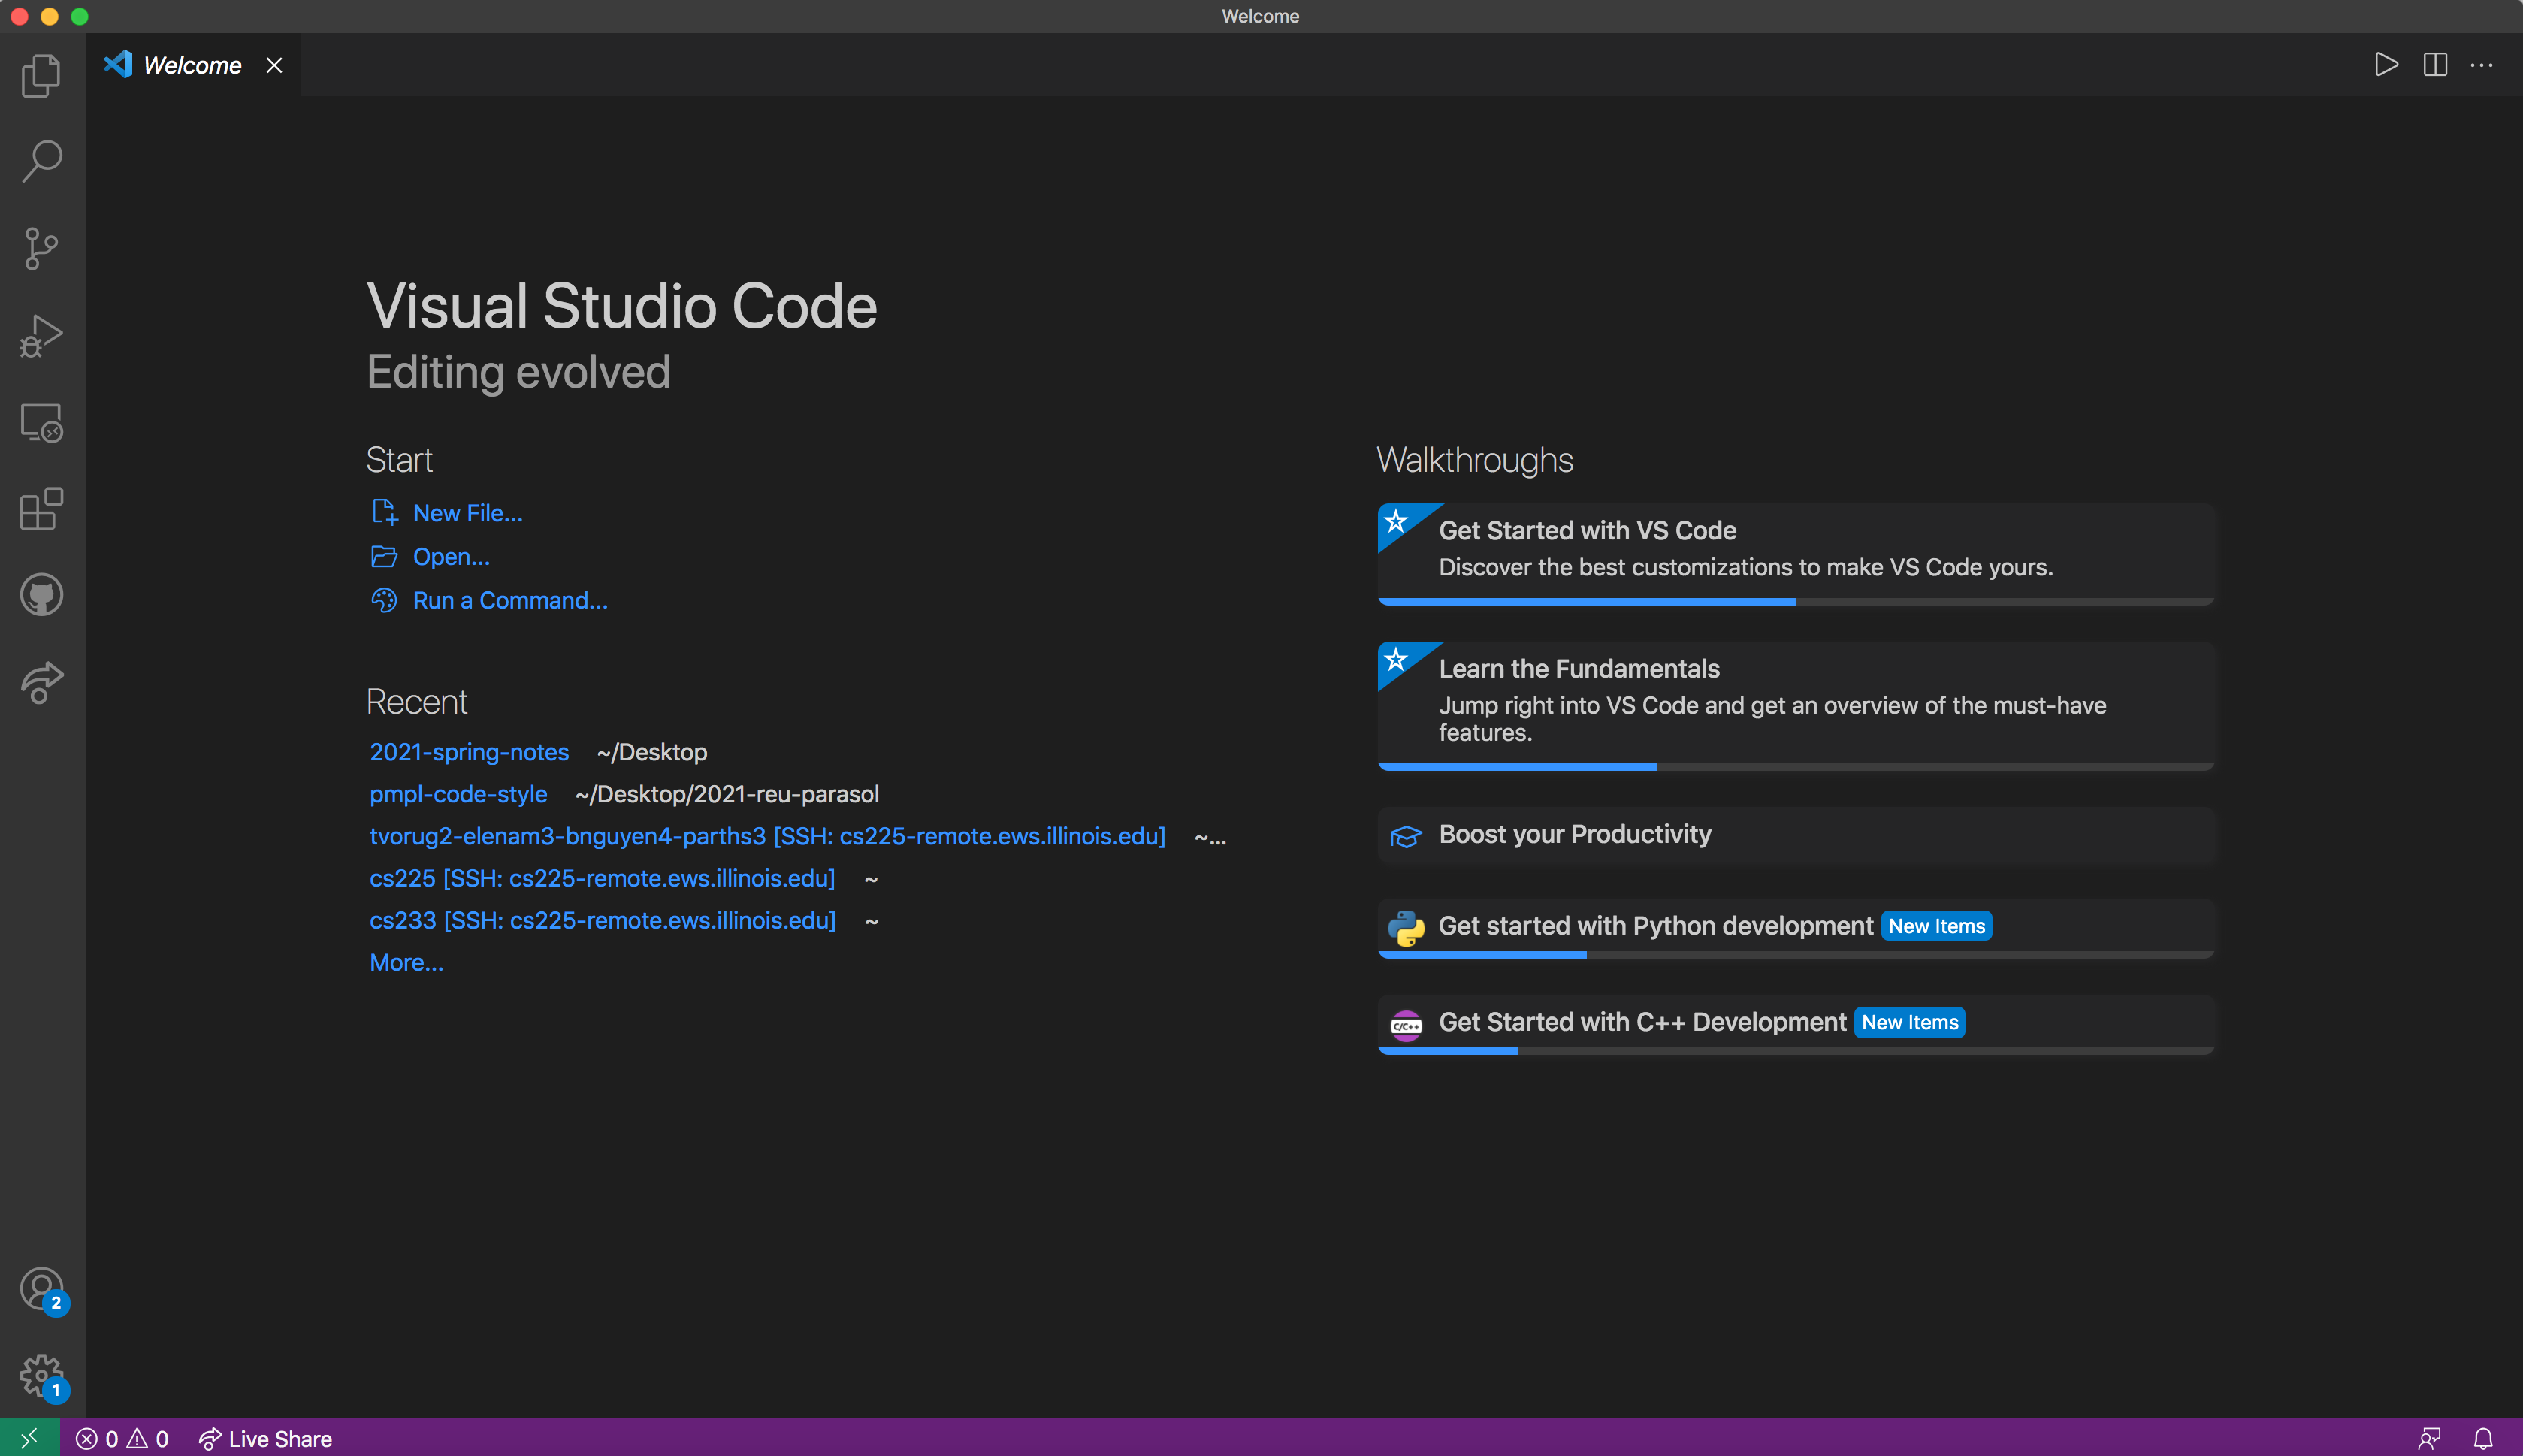 Welcome
Welcome
Visual Studio Code
Editing evolved
Start
New File...
Open...
Run a Command...
Recent
2021-spring-notes ~/Desktop
pmpl-code-style ~/Desktop/2021-reu-parasol
tvorug2-elenam3-bnguyen4-parths3 [SSH: cs225-remote.ews.illinois.edu] ~...
cs225 [SSH: cs225-remote.ews.illinois.edu] ~
cs233 [SSH: cs225-remote.ews.illinois.edu] ~
More...
Walkthroughs
Get Started with VS Code
Discover the best customizations to make VS Code yours.
Learn the Fundamentals
Jump right into VS Code and get an overview of the must-have
features.
Boost your Productivity
Get started with Python development New Items
C/C++ Get Started with C++ Development New Items
2
1
0 0 Live Share